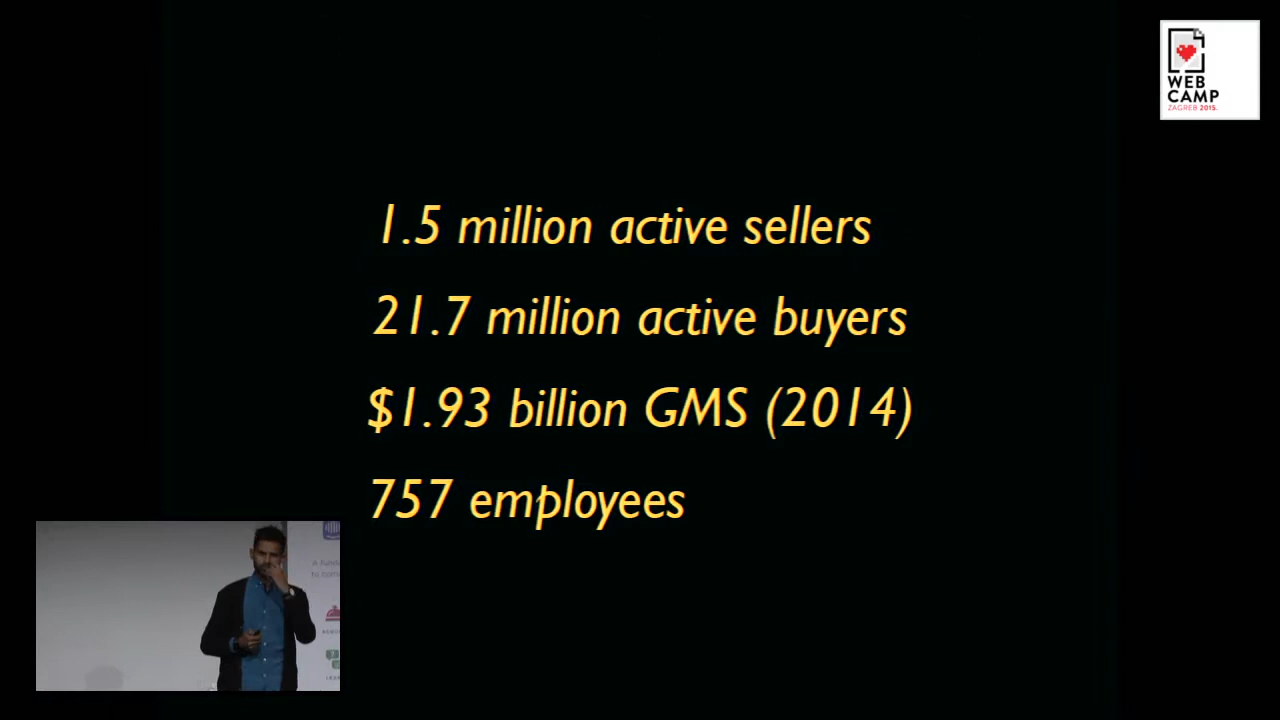 WEB
CAMP
ZAGREB 2015.
1.5 million active sellers
21.7 million active buyers
$1.93 billion GMS (2014)
757 employees